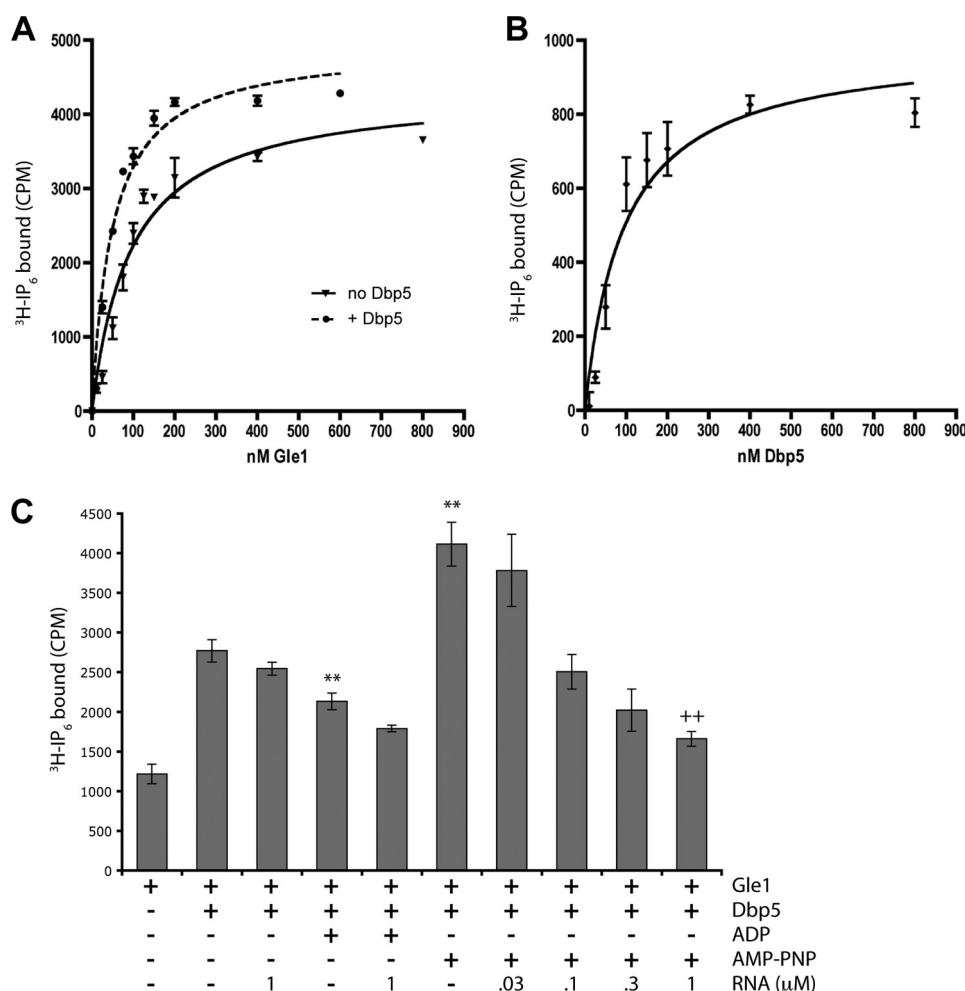 A
5000
4000
3000
2000
1000
0
³H-IP₆ bound (CPM)
no Dbp5
+ Dbp5
0 100 200 300 400 500 600 700 800 900
nM Gle1
B
1000
800
600
400
200
0
³H-IP₆ bound (CPM)
0 100 200 300 400 500 600 700 800 900
nM Dbp5
C
4500
4000
3500
3000
2500
2000
1500
1000
500
0
³H-IP₆ bound (CPM)
** ** ++
+ + + + + + + + + + Gle1
- + + + + + + + + + Dbp5
- - - + + - - - - - ADP
- - - - - + + + + + AMP-PNP
- - 1 - 1 - .03 .1 .3 1 RNA (μM)